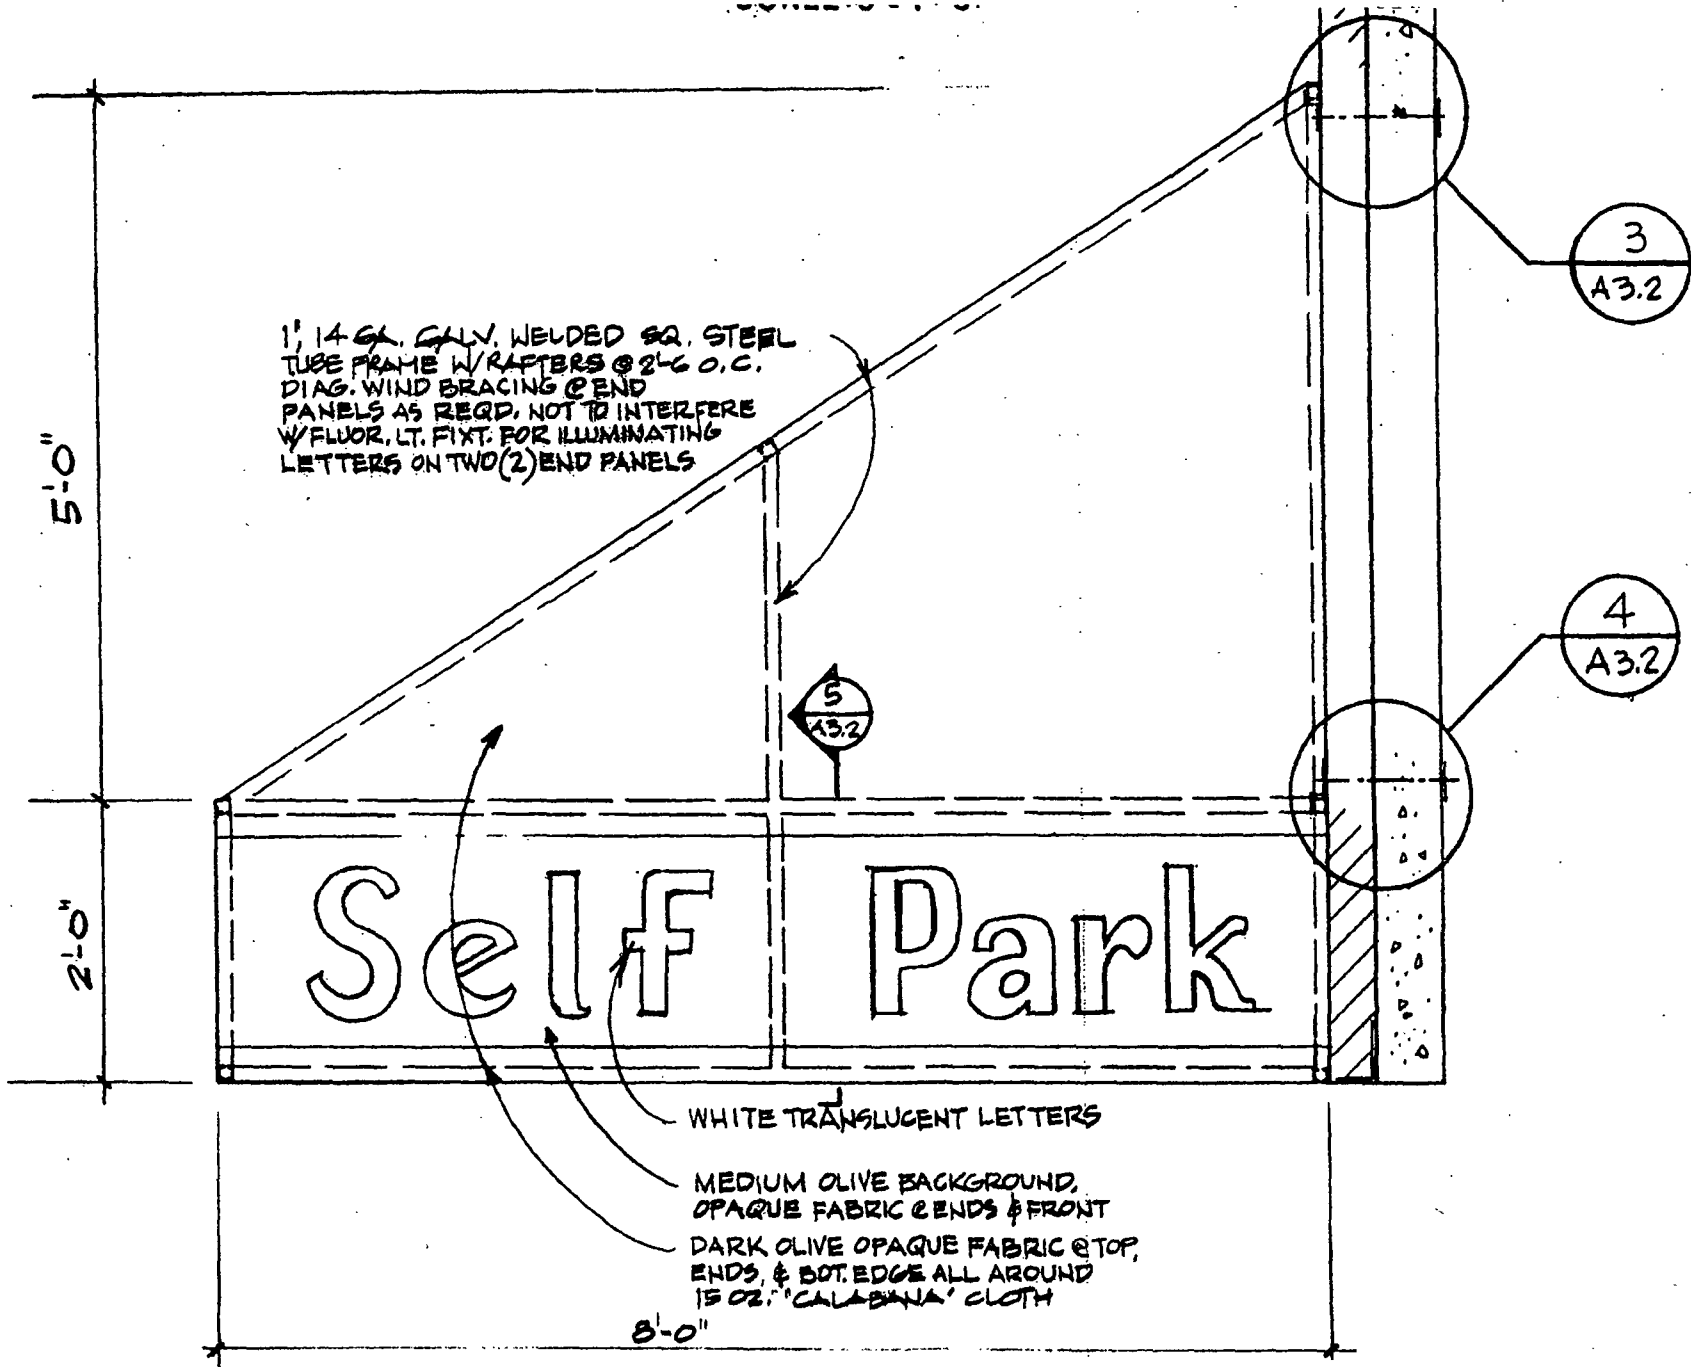 3
A3.2
1", 14 GA. GALV. WELDED SQ. STEEL
TUBE FRAME W/RAFTERS @ 2'-6 O.C.
DIAG. WIND BRACING @ END
PANELS AS REQD. NOT TO INTERFERE
W/FLUOR. LT. FIXT. FOR ILLUMINATING
LETTERS ON TWO (2) END PANELS
5'-0"
4
A3.2
5
A3.2
Self Park
2'-0"
WHITE TRANSLUCENT LETTERS
MEDIUM OLIVE BACKGROUND,
OPAQUE FABRIC @ ENDS & FRONT
DARK OLIVE OPAQUE FABRIC @ TOP,
ENDS, & BOT. EDGE ALL AROUND
15 OZ. "CALABANA" CLOTH
8'-0"